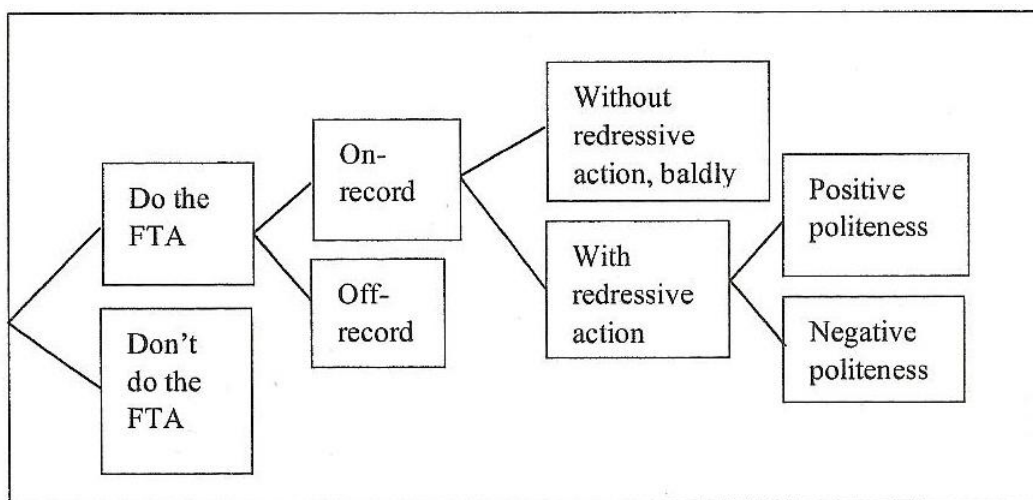 Do the
FTA
Don't
do the
FTA
On-
record
Off-
record
Without
redressive
action, baldly
With
redressive
action
Positive
politeness
Negative
politeness